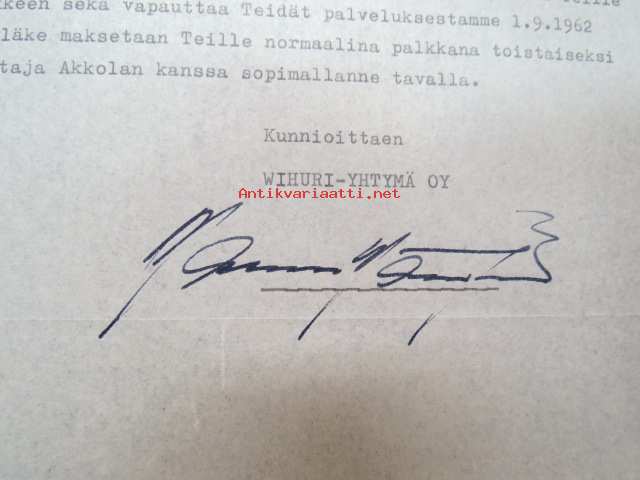 keen sekä vapauttaa Teidät palveluksestamme 1.9.1962
läke maksetaan Teille normaalina palkkana toistaiseksi
taja Akkolan kanssa sopimallanne tavalla.
Kunnioittaen
WIHURI-YHTYMÄ OY
Antikvariaatti.net